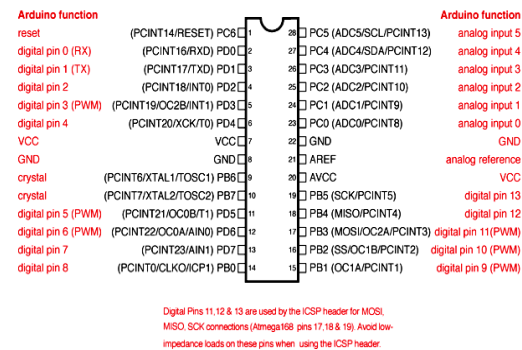 Arduino function Arduino function
reset (PCINT14/RESET) PC6 1 28 PC5 (ADC5/SCL/PCINT13) analog input 5
digital pin 0 (RX) (PCINT16/RXD) PD0 2 27 PC4 (ADC4/SDA/PCINT12) analog input 4
digital pin 1 (TX) (PCINT17/TXD) PD1 3 26 PC3 (ADC3/PCINT11) analog input 3
digital pin 2 (PCINT18/INT0) PD2 4 25 PC2 (ADC2/PCINT10) analog input 2
digital pin 3 (PWM) (PCINT19/OC2B/INT1) PD3 5 24 PC1 (ADC1/PCINT9) analog input 1
digital pin 4 (PCINT20/XCK/T0) PD4 6 23 PC0 (ADC0/PCINT8) analog input 0
VCC VCC 7 22 GND GND
GND GND 8 21 AREF analog reference
crystal (PCINT6/XTAL1/TOSC1) PB6 9 20 AVCC VCC
crystal (PCINT7/XTAL2/TOSC2) PB7 10 19 PB5 (SCK/PCINT5) digital pin 13
digital pin 5 (PWM) (PCINT21/OC0B/T1) PD5 11 18 PB4 (MISO/PCINT4) digital pin 12
digital pin 6 (PWM) (PCINT22/OC0A/AIN0) PD6 12 17 PB3 (MOSI/OC2A/PCINT3) digital pin 11(PWM)
digital pin 7 (PCINT23/AIN1) PD7 13 16 PB2 (SS/OC1B/PCINT2) digital pin 10 (PWM)
digital pin 8 (PCINT0/CLKO/ICP1) PB0 14 15 PB1 (OC1A/PCINT1) digital pin 9 (PWM)
Digital Pins 11,12 & 13 are used by the ICSP header for MOSI,
MISO, SCK connections (Atmega168 pins 17,18 & 19). Avoid low-
impedance loads on these pins when using the ICSP header.